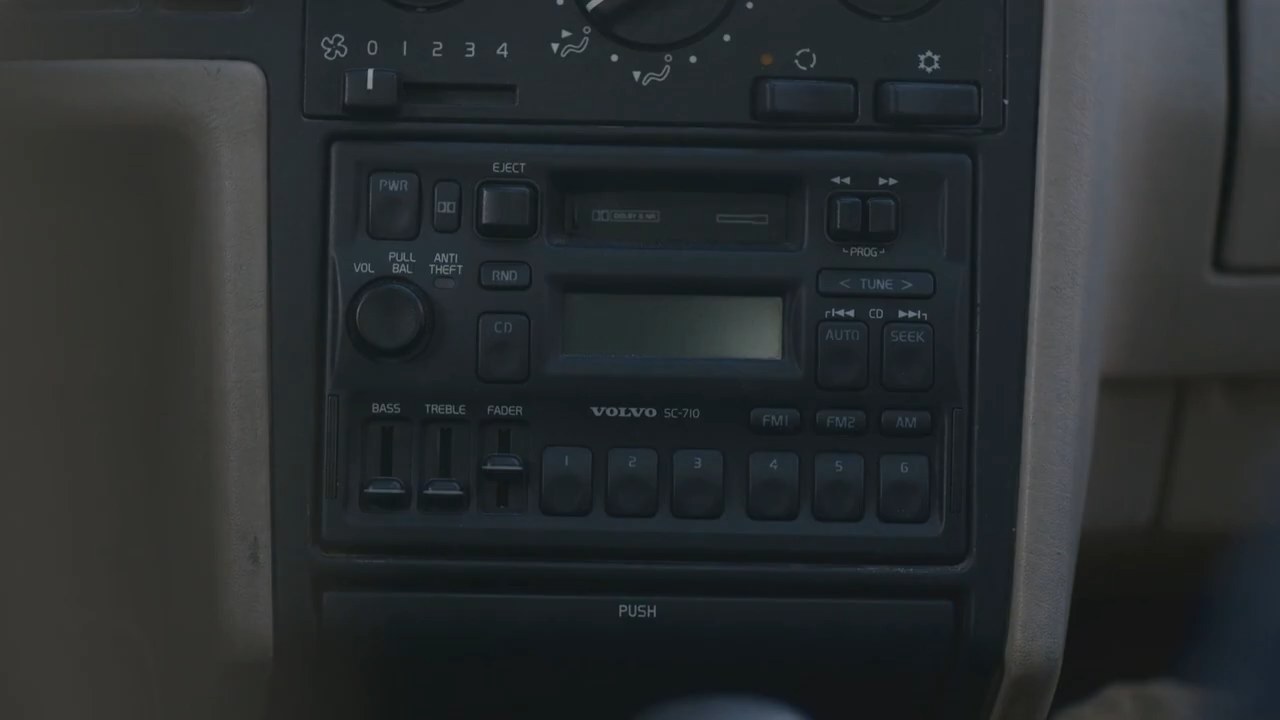 0 1 2 3 4
EJECT
PWR
DOLBY B NR
PROG
VOL
PULL
BAL
ANTI
THEFT
RND
< TUNE >
CD
CD
AUTO
SEEK
BASS
TREBLE
FADER
VOLVO SC-710
FM1
FM2
AM
1
2
3
4
5
6
PUSH